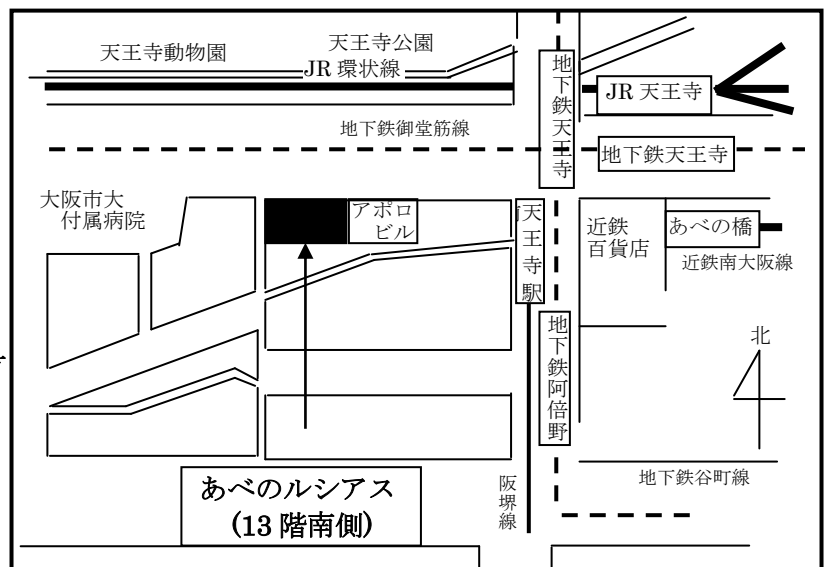 天王寺動物園
天王寺公園
JR 環状線
地下鉄天王寺
JR 天王寺
地下鉄御堂筋線
地下鉄天王寺
大阪市大
付属病院
アポロ
ビル
天王寺駅
近鉄
百貨店
あべの橋
近鉄南大阪線
地下鉄阿倍野
北
あべのルシアス
(13 階南側)
阪堺線
地下鉄谷町線